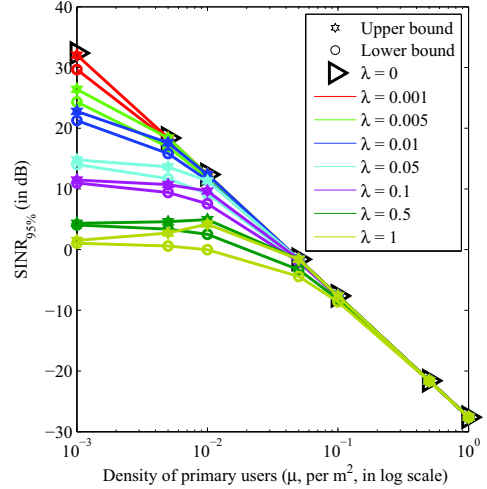 40
30
20
10
0
−10
−20
−30
SINR95% (in dB)
Upper bound
Lower bound
λ = 0
λ = 0.001
λ = 0.005
λ = 0.01
λ = 0.05
λ = 0.1
λ = 0.5
λ = 1
10⁻³ 10⁻² 10⁻¹ 10⁰
Density of primary users (μ, per m², in log scale)